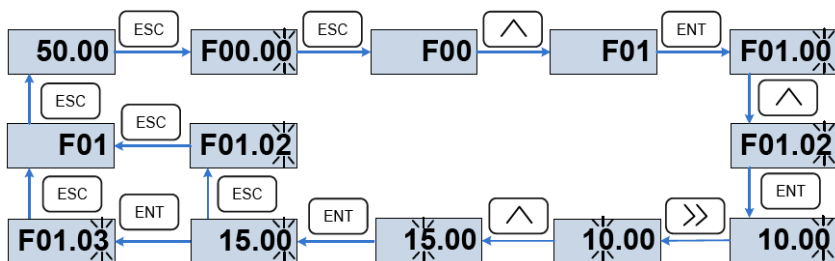 50.00 ESC F00.00 ESC F00 F01 ENT F01.00
ESC
F01 ESC F01.02 F01.02
ESC ESC ENT
F01.03 ENT 15.00 ENT 15.00 10.00 10.00